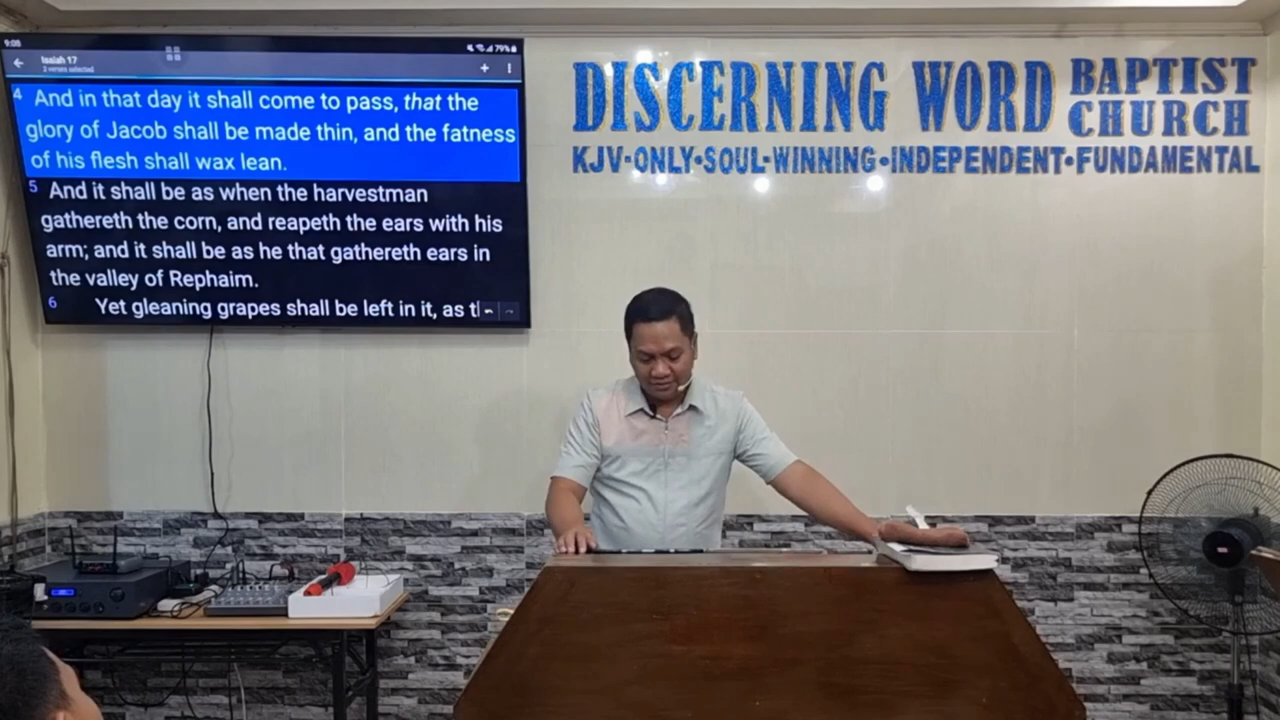 9:05
79%
Isaiah 17
2 verses selected
4 And in that day it shall come to pass, that the
glory of Jacob shall be made thin, and the fatness
of his flesh shall wax lean.
5 And it shall be as when the harvestman
gathereth the corn, and reapeth the ears with his
arm; and it shall be as he that gathereth ears in
the valley of Rephaim.
6 Yet gleaning grapes shall be left in it, as
DISCERNING WORD BAPTIST
CHURCH
KJV-ONLY•SOUL-WINNING•INDEPENDENT•FUNDAMENTAL